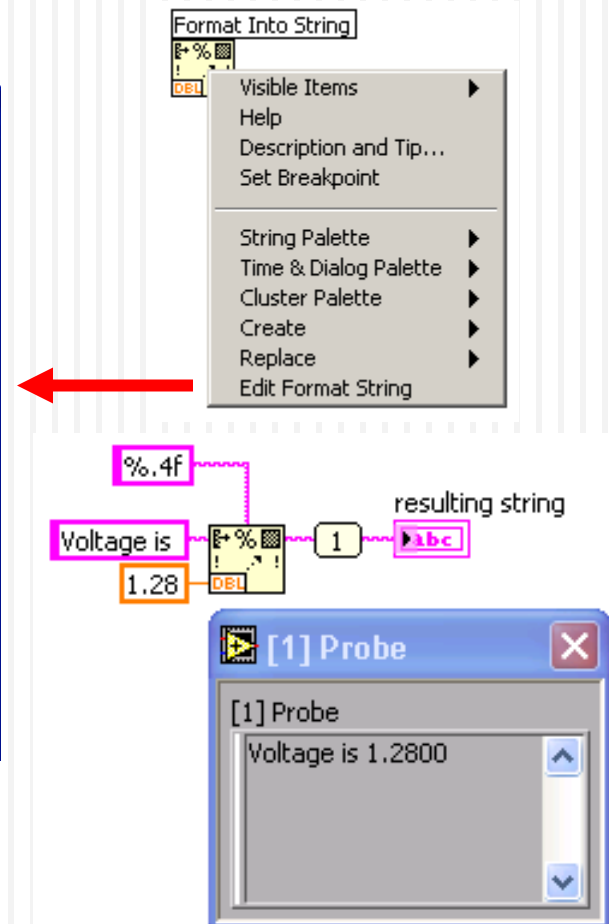 Format Into String
%
DBL
Visible Items
Help
Description and Tip...
Set Breakpoint
String Palette
Time & Dialog Palette
Cluster Palette
Create
Replace
Edit Format String
%.4f
resulting string
Voltage is
%
1
abc
1.28
DBL
[1] Probe
[1] Probe
Voltage is 1.2800